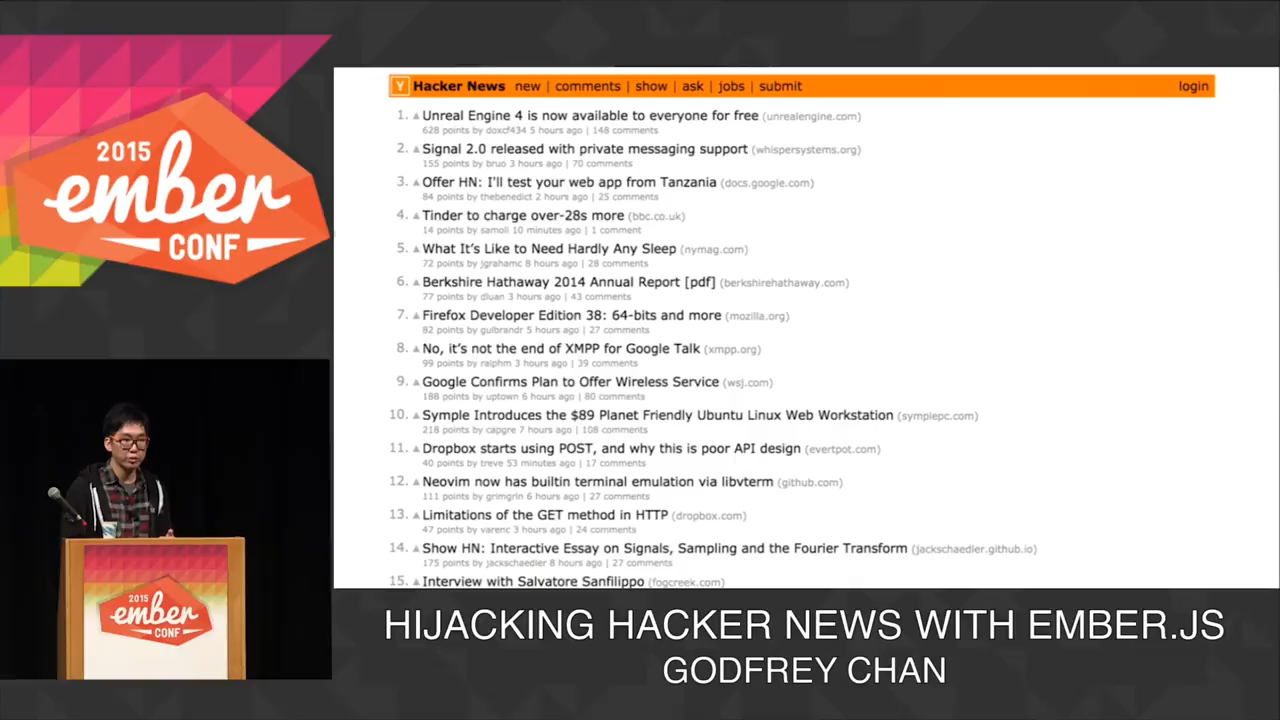 2015
ember
CONF
Y Hacker News new | comments | show | ask | jobs | submit login
1. Unreal Engine 4 is now available to everyone for free (unrealengine.com)
628 points by doxcf434 5 hours ago | 148 comments
2. Signal 2.0 released with private messaging support (whispersystems.org)
155 points by bruo 3 hours ago | 70 comments
3. Offer HN: I'll test your web app from Tanzania (docs.google.com)
84 points by thebenedict 2 hours ago | 25 comments
4. Tinder to charge over-28s more (bbc.co.uk)
14 points by samoli 10 minutes ago | 1 comment
5. What It's Like to Need Hardly Any Sleep (nymag.com)
72 points by jgrahamc 8 hours ago | 28 comments
6. Berkshire Hathaway 2014 Annual Report [pdf] (berkshirehathaway.com)
77 points by dluan 3 hours ago | 43 comments
7. Firefox Developer Edition 38: 64-bits and more (mozilla.org)
82 points by gulbrandr 5 hours ago | 27 comments
8. No, it's not the end of XMPP for Google Talk (xmpp.org)
99 points by ralphm 3 hours ago | 39 comments
9. Google Confirms Plan to Offer Wireless Service (wsj.com)
188 points by uptown 6 hours ago | 80 comments
10. Symple Introduces the $89 Planet Friendly Ubuntu Linux Web Workstation (symplepc.com)
218 points by capgre 7 hours ago | 108 comments
11. Dropbox starts using POST, and why this is poor API design (evertpot.com)
40 points by treve 53 minutes ago | 17 comments
12. Neovim now has builtin terminal emulation via libvterm (github.com)
111 points by grimgrin 6 hours ago | 27 comments
13. Limitations of the GET method in HTTP (dropbox.com)
47 points by varenc 3 hours ago | 24 comments
14. Show HN: Interactive Essay on Signals, Sampling and the Fourier Transform (jackschaedler.github.io)
175 points by jackschaedler 8 hours ago | 27 comments
15. Interview with Salvatore Sanfilippo (fogcreek.com)
2015
ember
CONF
HIJACKING HACKER NEWS WITH EMBER.JS
GODFREY CHAN